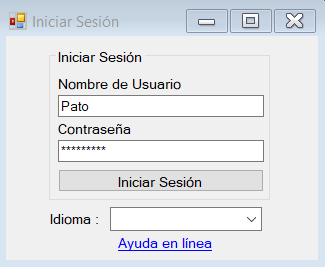 Iniciar Sesión
Iniciar Sesión
Nombre de Usuario
Pato
Contraseña
*********
Iniciar Sesión
Idioma :
Ayuda en línea